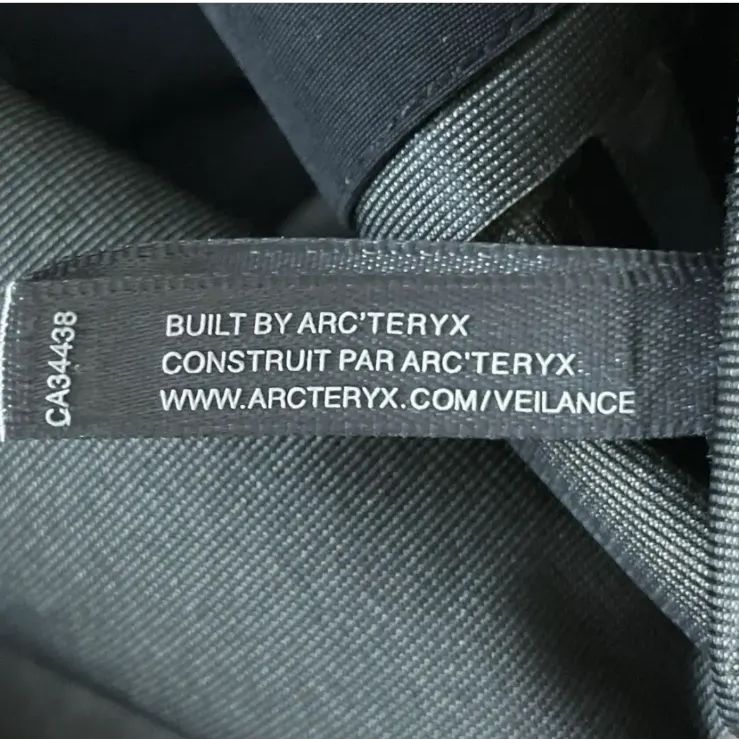 CA34438
BUILT BY ARC'TERYX
CONSTRUIT PAR ARC'TERYX.
WWW.ARCTERYX.COM/VEILANCE